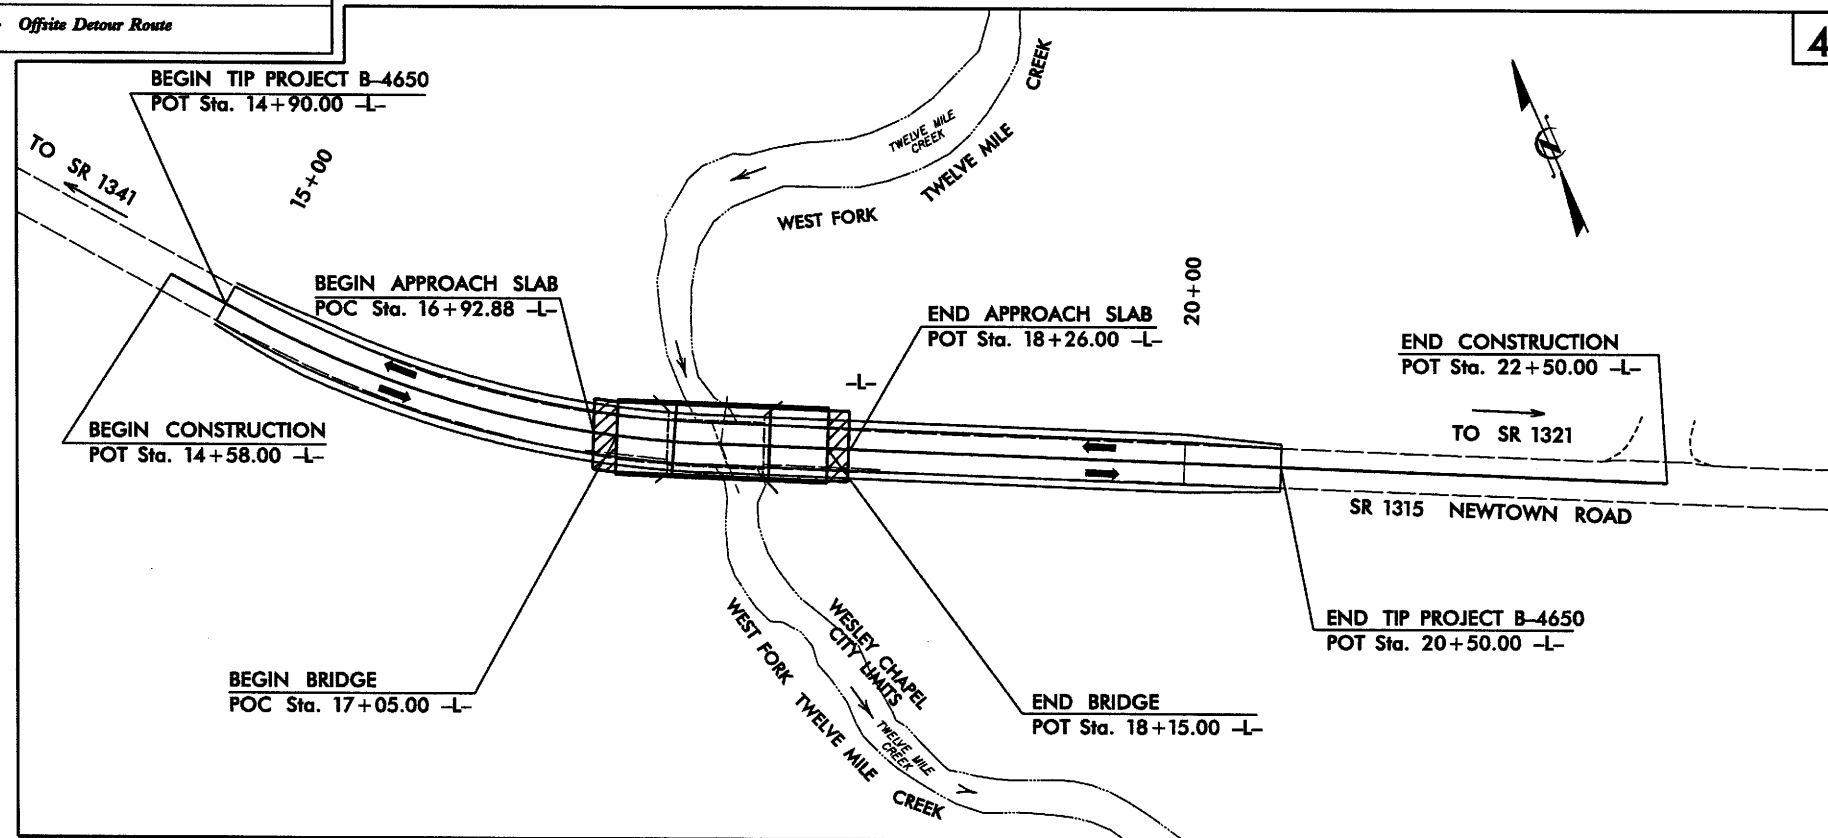 Offsite Detour Route
4
BEGIN TIP PROJECT B-4650
POT Sta. 14+90.00 -L-
TO SR 1341
15+00
CREEK
TWELVE MILE
CREEK
TWELVE MILE
WEST FORK
BEGIN APPROACH SLAB
POC Sta. 16+92.88 -L-
END APPROACH SLAB
POT Sta. 18+26.00 -L-
20+00
END CONSTRUCTION
POT Sta. 22+50.00 -L-
-L-
TO SR 1321
BEGIN CONSTRUCTION
POT Sta. 14+58.00 -L-
SR 1315 NEWTOWN ROAD
WESLEY CHAPEL
CITY LIMITS
WEST FORK TWELVE MILE CREEK
TWELVE MILE
CREEK
END TIP PROJECT B-4650
POT Sta. 20+50.00 -L-
BEGIN BRIDGE
POC Sta. 17+05.00 -L-
END BRIDGE
POT Sta. 18+15.00 -L-